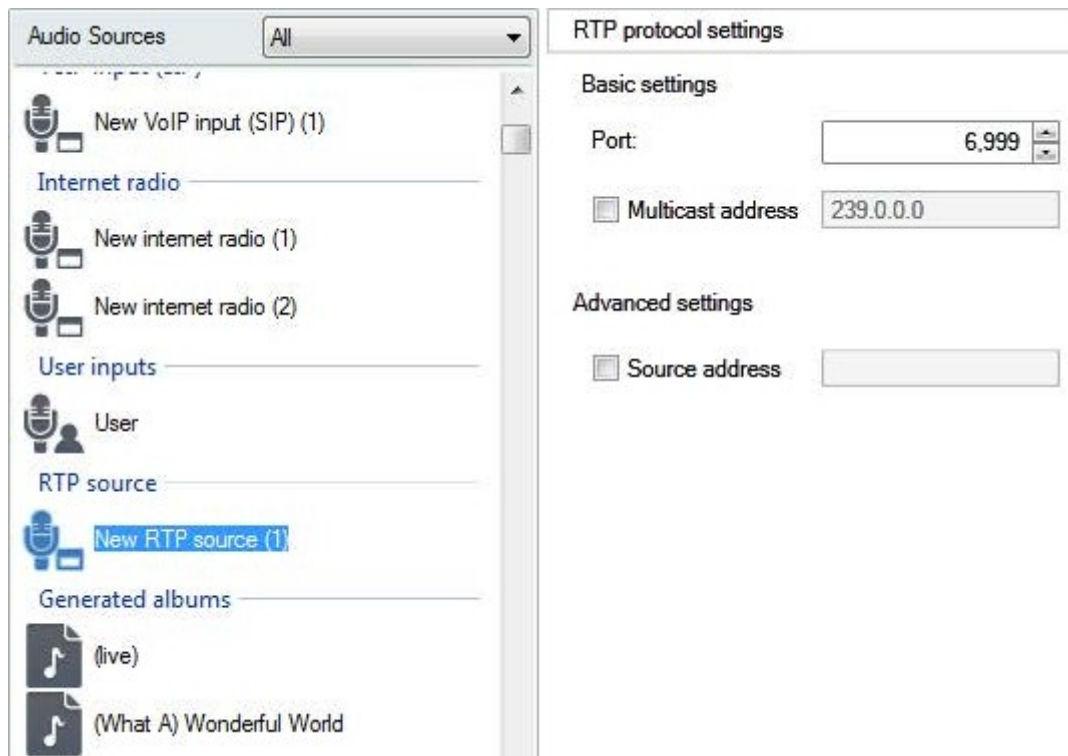 Audio Sources
All
New VoIP input (SIP) (1)
Internet radio
New internet radio (1)
New internet radio (2)
User inputs
User
RTP source
New RTP source (1)
Generated albums
(live)
(What A) Wonderful World
RTP protocol settings
Basic settings
Port:
6,999
Multicast address
239.0.0.0
Advanced settings
Source address